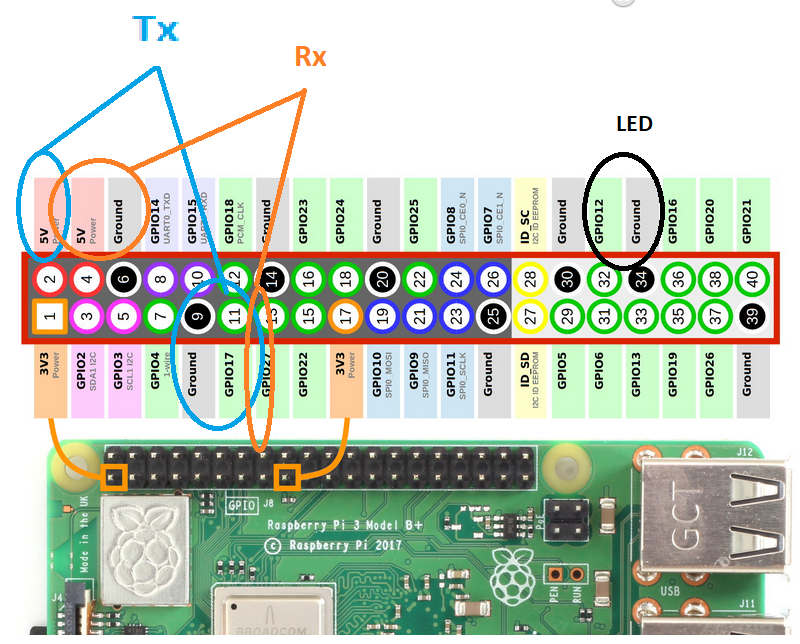 Tx
Rx
LED
5V Power
5V Power
Ground
GPIO14 UART0_TXD
GPIO15 UART0_RXD
GPIO18 PCM_CLK
Ground
GPIO23
GPIO24
Ground
GPIO25
GPIO8 SPI0_CE0_N
GPIO7 SPI0_CE1_N
ID_SC I2C ID EEPROM
Ground
GPIO12
Ground
GPIO16
GPIO20
GPIO21
2 4 6 8 10 12 14 16 18 20 22 24 26 28 30 32 34 36 38 40
1 3 5 7 9 11 13 15 17 19 21 23 25 27 29 31 33 35 37 39
3V3 Power
GPIO2 SDA1 I2C
GPIO3 SCL1 I2C
GPIO4 1-wire
Ground
GPIO17
GPIO27
GPIO22
3V3 Power
GPIO10 SPI0_MOSI
GPIO9 SPI0_MISO
GPIO11 SPI0_SCLK
Ground
ID_SD I2C ID EEPROM
GPIO5
GPIO6
GPIO13
GPIO19
GPIO26
Ground
J12
GPIO J8
Raspberry Pi 3 Model B+
© Raspberry Pi 2017
Made in the UK
PoE
GCT
PEN RUN
USB
J4
J11
BROADCOM